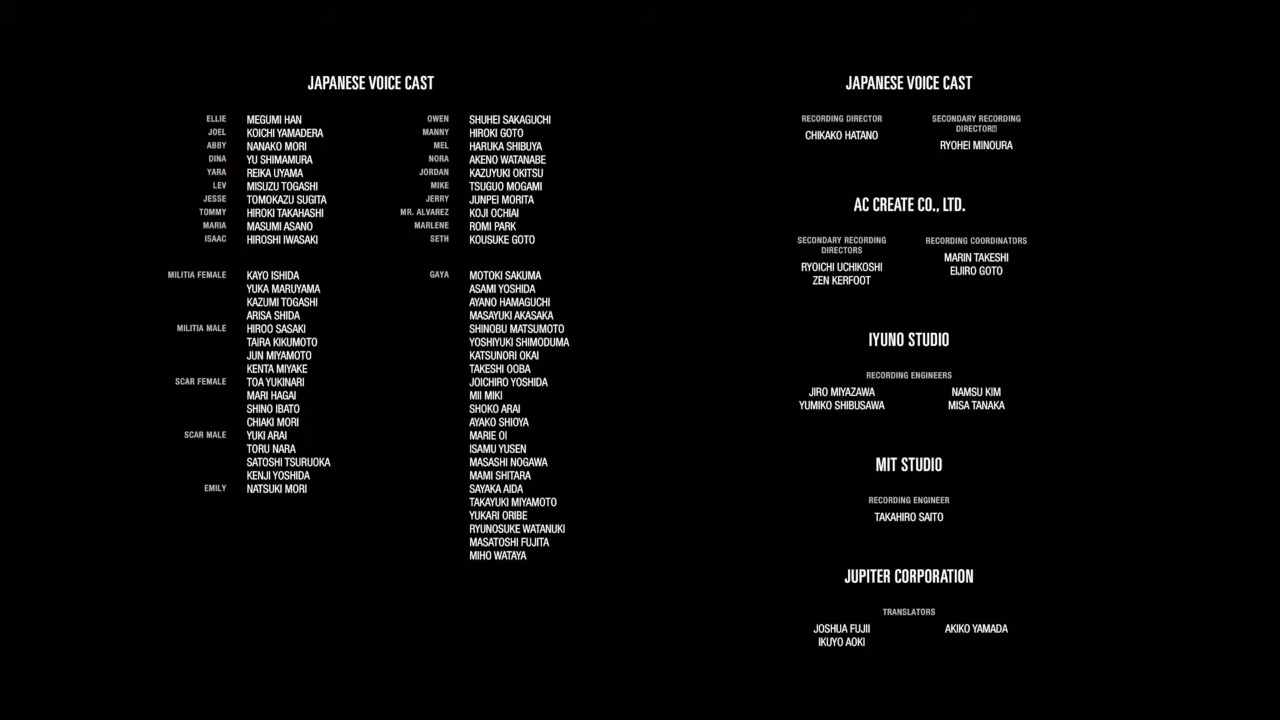 JAPANESE VOICE CAST
ELLIE MEGUMI HAN
JOEL KOICHI YAMADERA
ABBY NANAKO MORI
DINA YU SHIMAMURA
YARA REIKA UYAMA
LEV MISUZU TOGASHI
JESSE TOMOKAZU SUGITA
TOMMY HIROKI TAKAHASHI
MARIA MASUMI ASANO
ISAAC HIROSHI IWASAKI
MILITIA FEMALE KAYO ISHIDA
YUKA MARUYAMA
KAZUMI TOGASHI
ARISA SHIDA
MILITIA MALE HIROO SASAKI
TAIRA KIKUMOTO
JUN MIYAMOTO
KENTA MIYAKE
SCAR FEMALE TOA YUKINARI
MARI HAGAI
SHINO IBATO
CHIAKI MORI
SCAR MALE YUKI ARAI
TORU NARA
SATOSHI TSURUOKA
KENJI YOSHIDA
EMILY NATSUKI MORI
OWEN SHUHEI SAKAGUCHI
MANNY HIROKI GOTO
MEL HARUKA SHIBUYA
NORA AKENO WATANABE
JORDAN KAZUYUKI OKITSU
MIKE TSUGUO MOGAMI
JERRY JUNPEI MORITA
MR. ALVAREZ KOJI OCHIAI
MARLENE ROMI PARK
SETH KOUSUKE GOTO
GAYA MOTOKI SAKUMA
ASAMI YOSHIDA
AYANO HAMAGUCHI
MASAYUKI AKASAKA
SHINOBU MATSUMOTO
YOSHIYUKI SHIMODUMA
KATSUNORI OKAI
TAKESHI OOBA
JOICHIRO YOSHIDA
MII MIKI
SHOKO ARAI
AYAKO SHIOYA
MARIE OI
ISAMU YUSEN
MASASHI NOGAWA
MAMI SHITARA
SAYAKA AIDA
TAKAYUKI MIYAMOTO
YUKARI ORIBE
RYUNOSUKE WATANUKI
MASATOSHI FUJITA
MIHO WATAYA
JAPANESE VOICE CAST
RECORDING DIRECTOR
CHIKAKO HATANO
SECONDARY RECORDING
DIRECTOR
RYOHEI MINOURA
AC CREATE CO., LTD.
SECONDARY RECORDING
DIRECTORS
RYOICHI UCHIKOSHI
ZEN KERFOOT
RECORDING COORDINATORS
MARIN TAKESHI
EIJIRO GOTO
IYUNO STUDIO
RECORDING ENGINEERS
JIRO MIYAZAWA NAMSU KIM
YUMIKO SHIBUSAWA MISA TANAKA
MIT STUDIO
RECORDING ENGINEER
TAKAHIRO SAITO
JUPITER CORPORATION
TRANSLATORS
JOSHUA FUJII AKIKO YAMADA
IKUYO AOKI